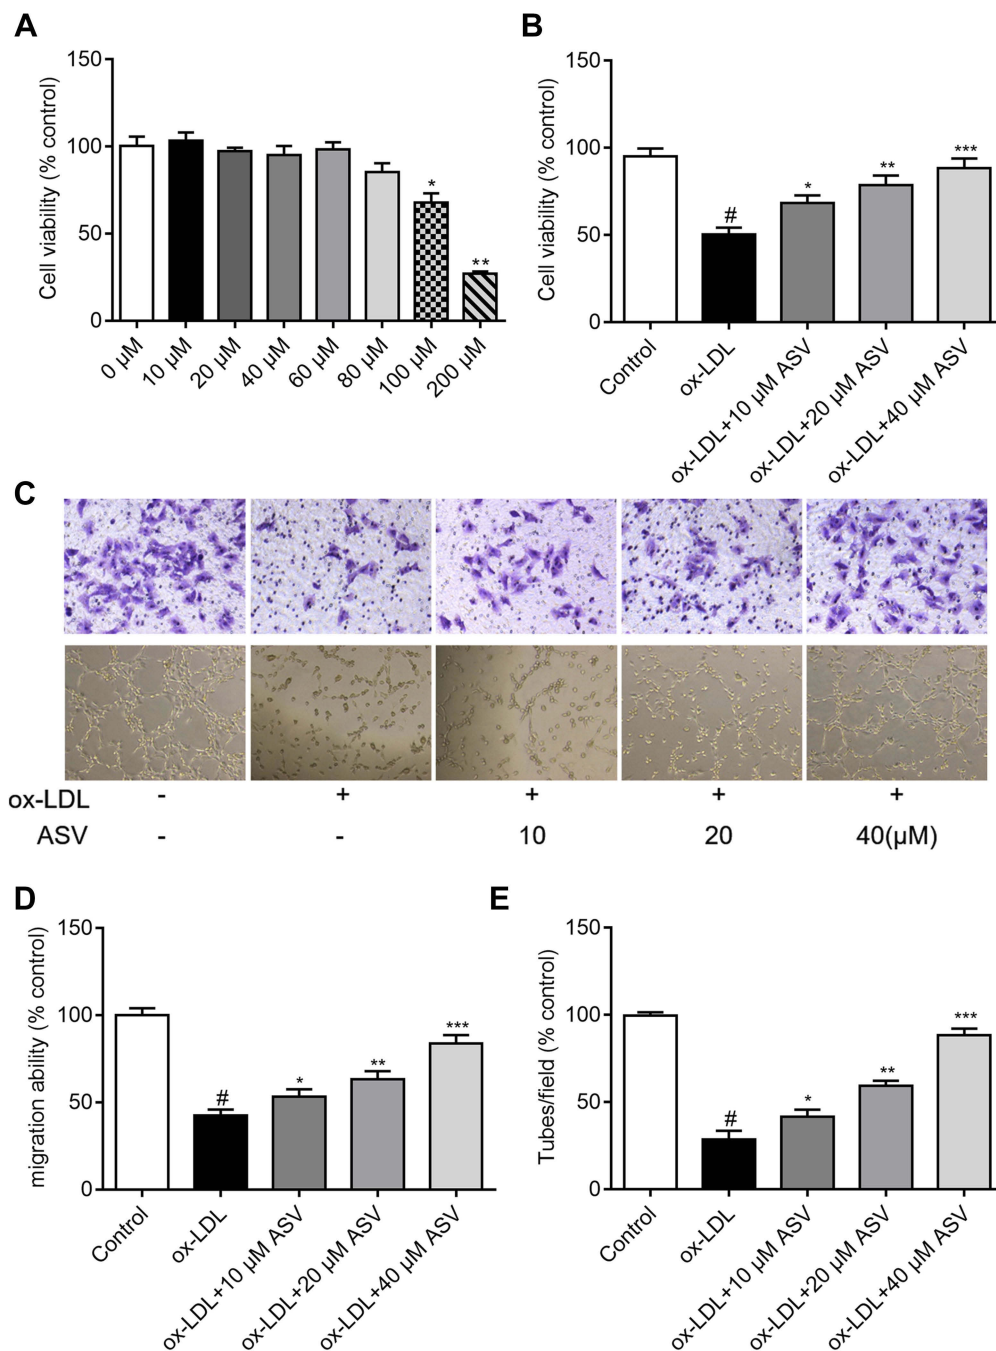 A
Cell viability (% control)
150
100
50
0
*
**
0 µM
10 µM
20 µM
40 µM
60 µM
80 µM
100 µM
200 µM
B
Cell viability (% control)
150
100
50
0
#
*
**
***
Control
ox-LDL
ox-LDL+10 µM ASV
ox-LDL+20 µM ASV
ox-LDL+40 µM ASV
C
ox-LDL - + + + +
ASV - - 10 20 40(µM)
D
migration ability (% control)
150
100
50
0
#
*
**
***
Control
ox-LDL
ox-LDL+10 µM ASV
ox-LDL+20 µM ASV
ox-LDL+40 µM ASV
E
Tubes/field (% control)
150
100
50
0
#
*
**
***
Control
ox-LDL
ox-LDL+10 µM ASV
ox-LDL+20 µM ASV
ox-LDL+40 µM ASV